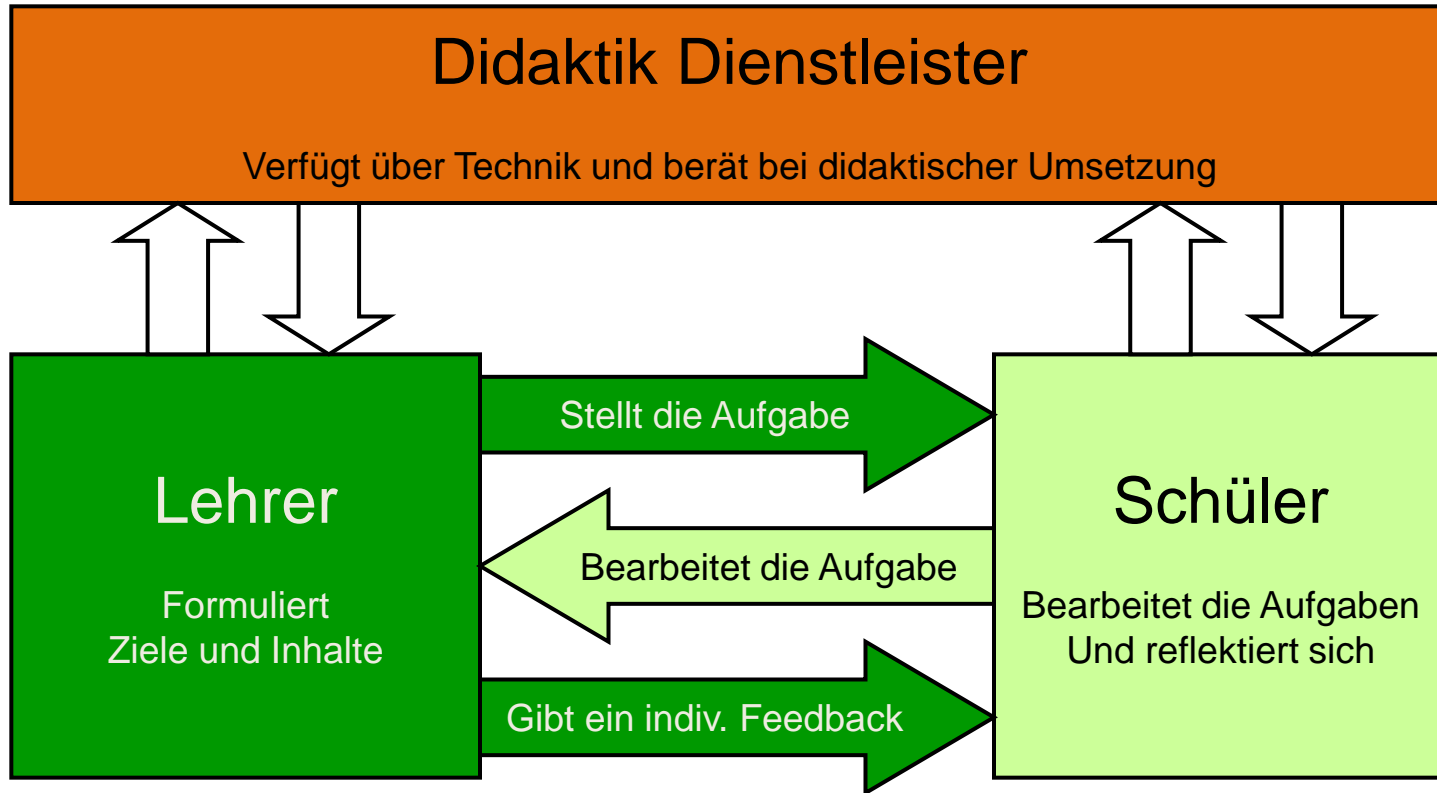 Didaktik Dienstleister
Verfügt über Technik und berät bei didaktischer Umsetzung
Stellt die Aufgabe
Lehrer
Formuliert
Ziele und Inhalte
Bearbeitet die Aufgabe
Schüler
Bearbeitet die Aufgaben
Und reflektiert sich
Gibt ein indiv. Feedback